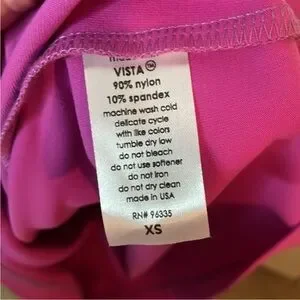 VISTA™
90% nylon
10% spandex
machine wash cold
delicate cycle
with like colors
tumble dry low
do not bleach
do not use softener
do not iron
do not dry clean
made in USA
RN# 96335
XS